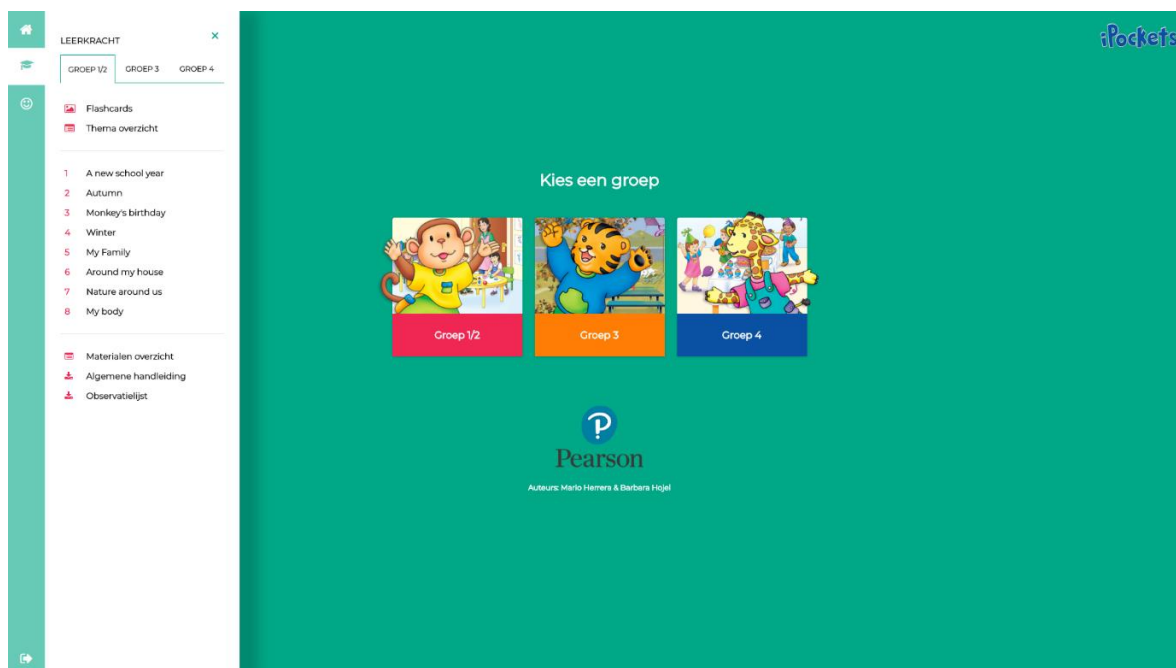 LEERKRACHT ×
GROEP 1/2 GROEP 3 GROEP 4
Flashcards
Thema overzicht
1 A new school year
2 Autumn
3 Monkey's birthday
4 Winter
5 My Family
6 Around my house
7 Nature around us
8 My body
Materialen overzicht
Algemene handleiding
Observatielijst
iPockets
Kies een groep
Groep 1/2
Groep 3
Groep 4
P
Pearson
Auteurs: Mario Herrera & Barbara Hojel